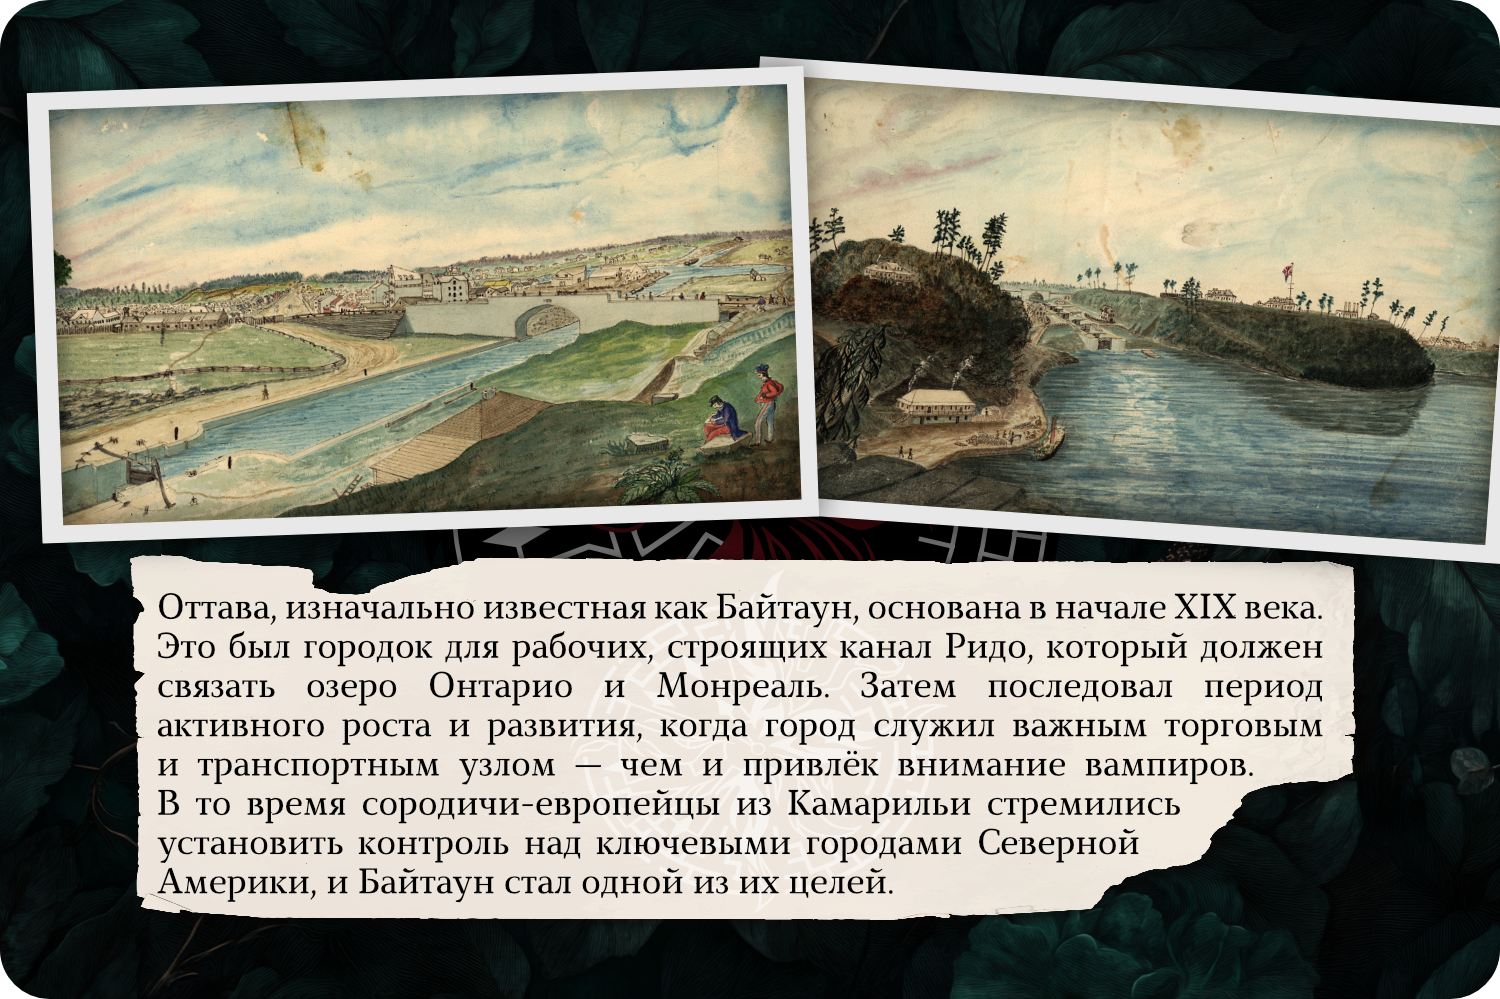 Оттава, изначально известная как Байтаун, основана в начале XIX века.
Это был городок для рабочих, строящих канал Ридо, который должен
связать озеро Онтарио и Монреаль. Затем последовал период
активного роста и развития, когда город служил важным торговым
и транспортным узлом — чем и привлёк внимание вампиров.
В то время сородичи-европейцы из Камарильи стремились
установить контроль над ключевыми городами Северной
Америки, и Байтаун стал одной из их целей.